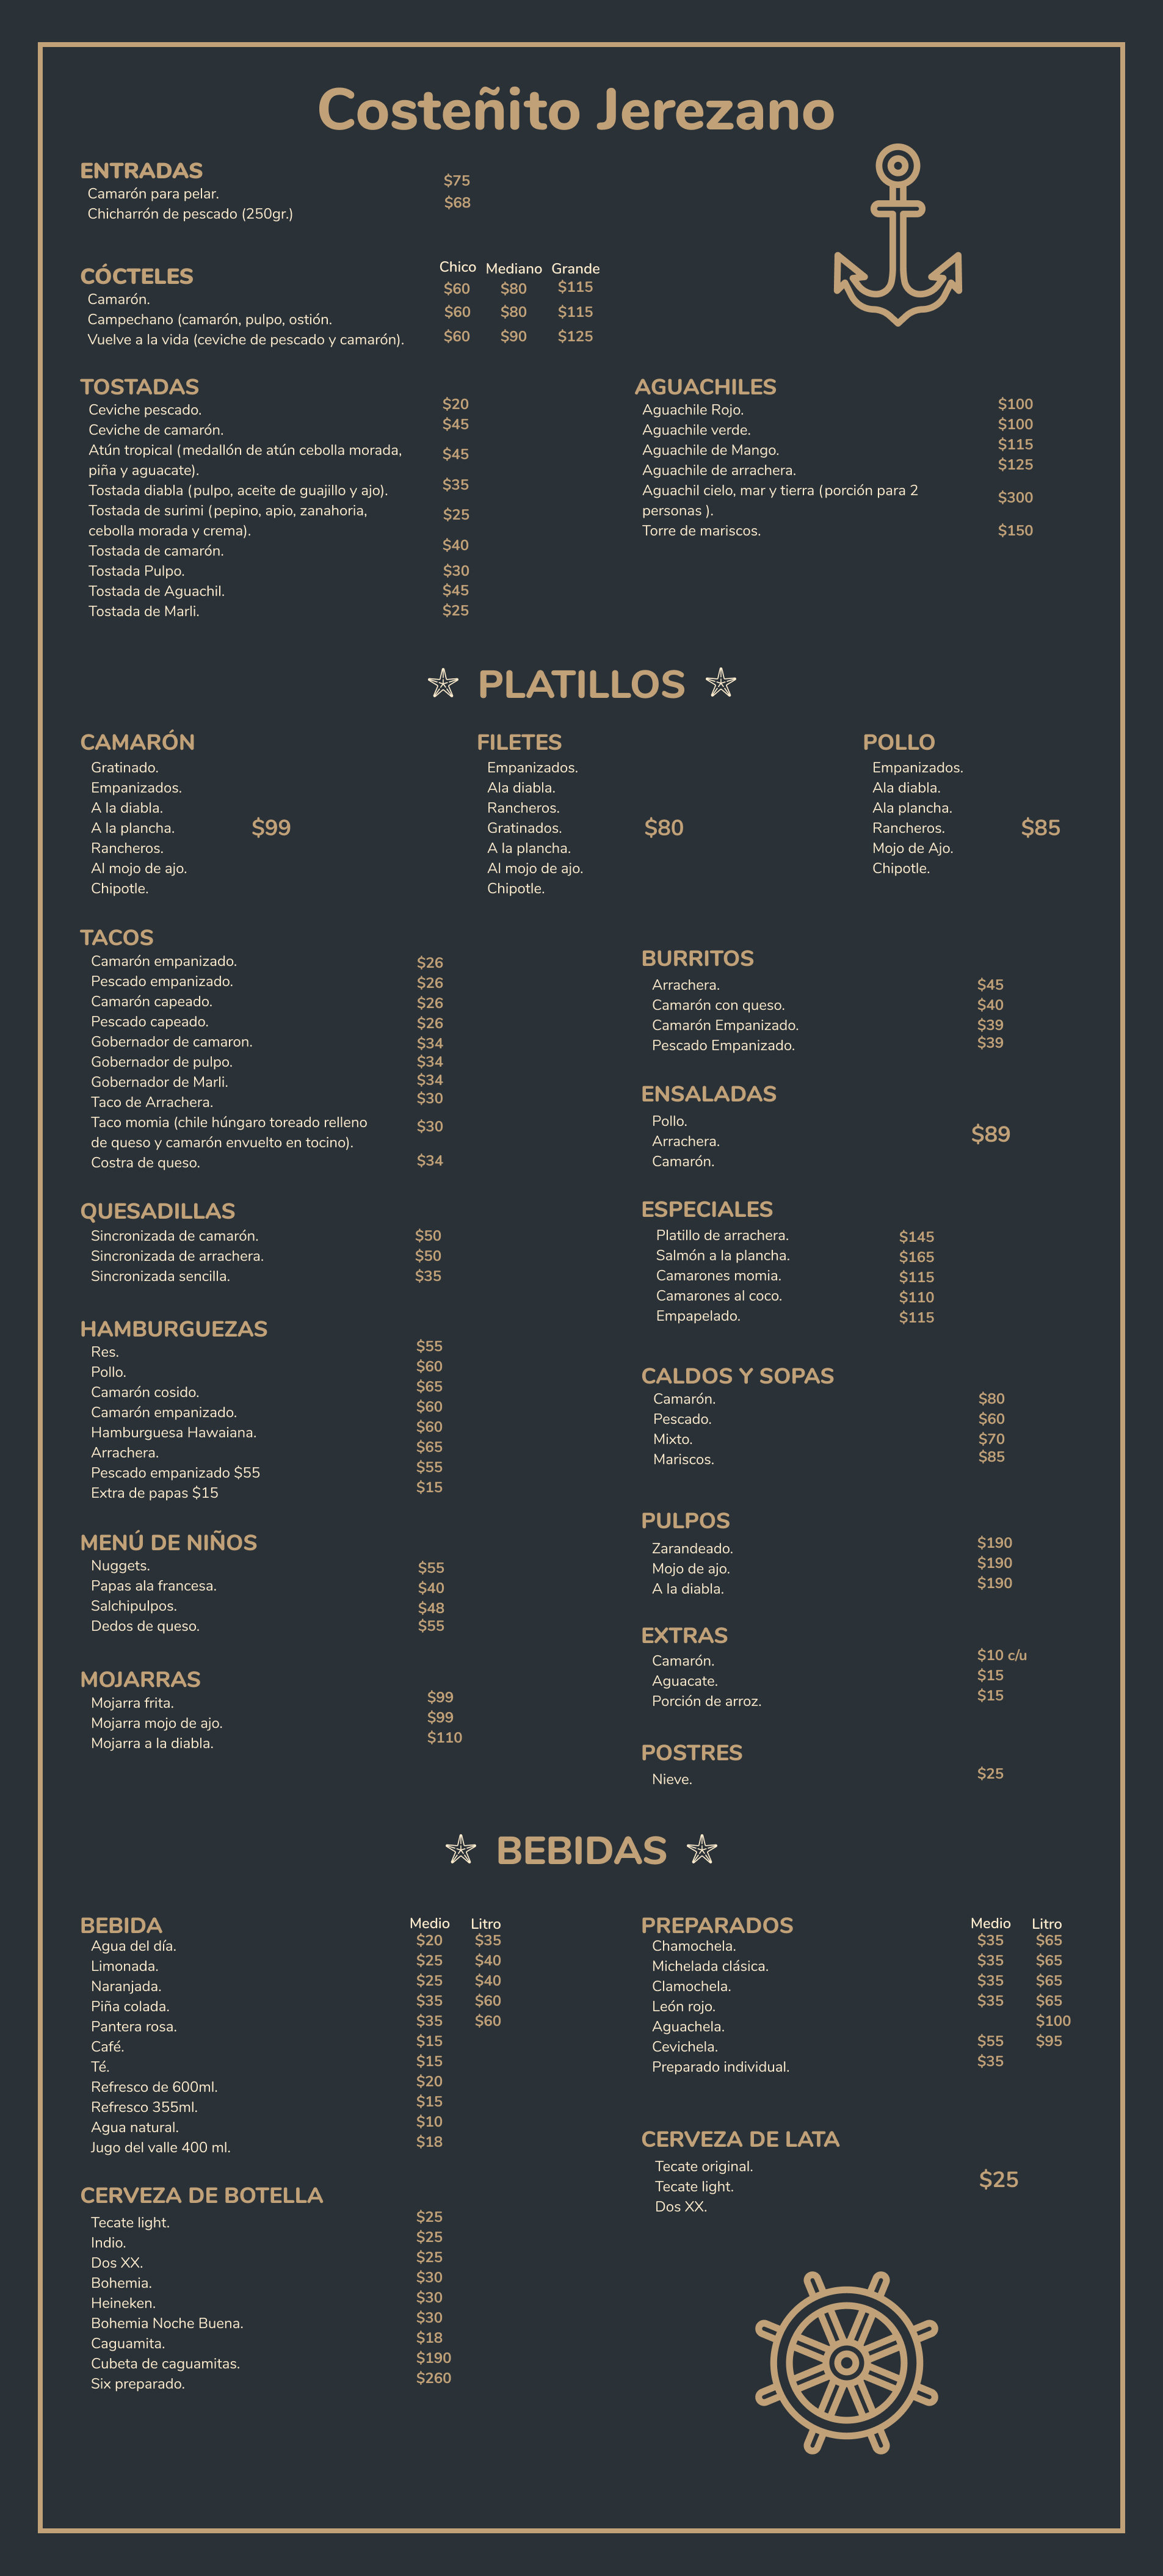 Costeñito Jerezano
ENTRADAS
Camarón para pelar. $75
Chicharrón de pescado (250gr.) $68
CÓCTELES Chico Mediano Grande
Camarón. $60 $80 $115
Campechano (camarón, pulpo, ostión. $60 $80 $115
Vuelve a la vida (ceviche de pescado y camarón). $60 $90 $125
TOSTADAS
Ceviche pescado. $20
Ceviche de camarón. $45
Atún tropical (medallón de atún cebolla morada,
piña y aguacate). $45
Tostada diabla (pulpo, aceite de guajillo y ajo). $35
Tostada de surimi (pepino, apio, zanahoria,
cebolla morada y crema). $25
Tostada de camarón. $40
Tostada Pulpo. $30
Tostada de Aguachil. $45
Tostada de Marli. $25
AGUACHILES
Aguachile Rojo. $100
Aguachile verde. $100
Aguachile de Mango. $115
Aguachile de arrachera. $125
Aguachil cielo, mar y tierra (porción para 2
personas ). $300
Torre de mariscos. $150
PLATILLOS
CAMARÓN
Gratinado.
Empanizados.
A la diabla.
A la plancha. $99
Rancheros.
Al mojo de ajo.
Chipotle.
FILETES
Empanizados.
Ala diabla.
Rancheros.
Gratinados. $80
A la plancha.
Al mojo de ajo.
Chipotle.
POLLO
Empanizados.
Ala diabla.
Ala plancha.
Rancheros. $85
Mojo de Ajo.
Chipotle.
TACOS
Camarón empanizado. $26
Pescado empanizado. $26
Camarón capeado. $26
Pescado capeado. $26
Gobernador de camaron. $34
Gobernador de pulpo. $34
Gobernador de Marli. $34
Taco de Arrachera. $30
Taco momia (chile húngaro toreado relleno $30
de queso y camarón envuelto en tocino).
Costra de queso. $34
QUESADILLAS
Sincronizada de camarón. $50
Sincronizada de arrachera. $50
Sincronizada sencilla. $35
HAMBURGUEZAS
Res. $55
Pollo. $60
Camarón cosido. $65
Camarón empanizado. $60
Hamburguesa Hawaiana. $60
Arrachera. $65
Pescado empanizado $55 $55
Extra de papas $15 $15
MENÚ DE NIÑOS
Nuggets. $55
Papas ala francesa. $40
Salchipulpos. $48
Dedos de queso. $55
MOJARRAS
Mojarra frita. $99
Mojarra mojo de ajo. $99
Mojarra a la diabla. $110
BURRITOS
Arrachera. $45
Camarón con queso. $40
Camarón Empanizado. $39
Pescado Empanizado. $39
ENSALADAS
Pollo.
Arrachera. $89
Camarón.
ESPECIALES
Platillo de arrachera. $145
Salmón a la plancha. $165
Camarones momia. $115
Camarones al coco. $110
Empapelado. $115
CALDOS Y SOPAS
Camarón. $80
Pescado. $60
Mixto. $70
Mariscos. $85
PULPOS
Zarandeado. $190
Mojo de ajo. $190
A la diabla. $190
EXTRAS
Camarón. $10 c/u
Aguacate. $15
Porción de arroz. $15
POSTRES
Nieve. $25
BEBIDAS
BEBIDA Medio Litro
Agua del día. $20 $35
Limonada. $25 $40
Naranjada. $25 $40
Piña colada. $35 $60
Pantera rosa. $35 $60
Café. $15
Té. $15
Refresco de 600ml. $20
Refresco 355ml. $15
Agua natural. $10
Jugo del valle 400 ml. $18
CERVEZA DE BOTELLA
Tecate light. $25
Indio. $25
Dos XX. $25
Bohemia. $30
Heineken. $30
Bohemia Noche Buena. $30
Caguamita. $18
Cubeta de caguamitas. $190
Six preparado. $260
PREPARADOS Medio Litro
Chamochela. $35 $65
Michelada clásica. $35 $65
Clamochela. $35 $65
León rojo. $35 $65
Aguachela. $100
Cevichela. $55 $95
Preparado individual. $35
CERVEZA DE LATA
Tecate original.
Tecate light. $25
Dos XX.